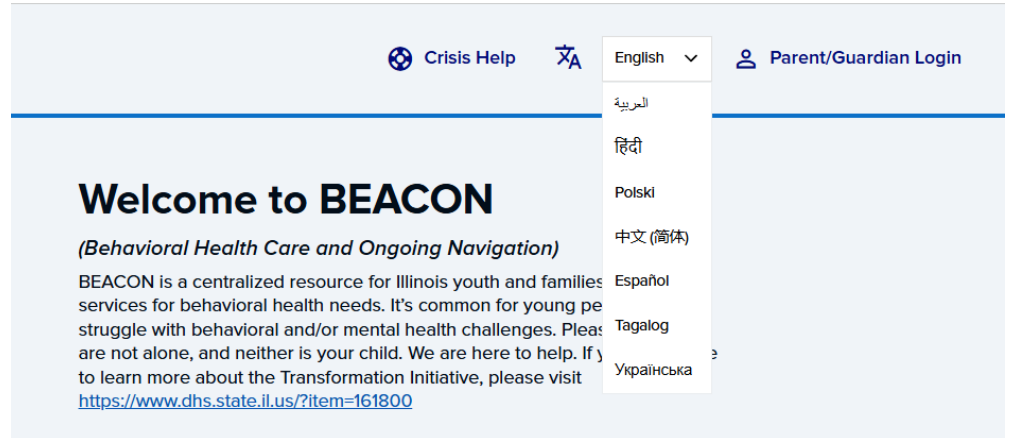 Crisis Help
English
Parent/Guardian Login
العربية
हिंदी
Polski
中文 (简体)
Español
Tagalog
Українська
Welcome to BEACON
(Behavioral Health Care and Ongoing Navigation)
BEACON is a centralized resource for Illinois youth and families
services for behavioral health needs. It's common for young
struggle with behavioral and/or mental health challenges.
are not alone, and neither is your child. We are here to help. If
to learn more about the Transformation Initiative, please visit
https://www.dhs.state.il.us/?item=161800